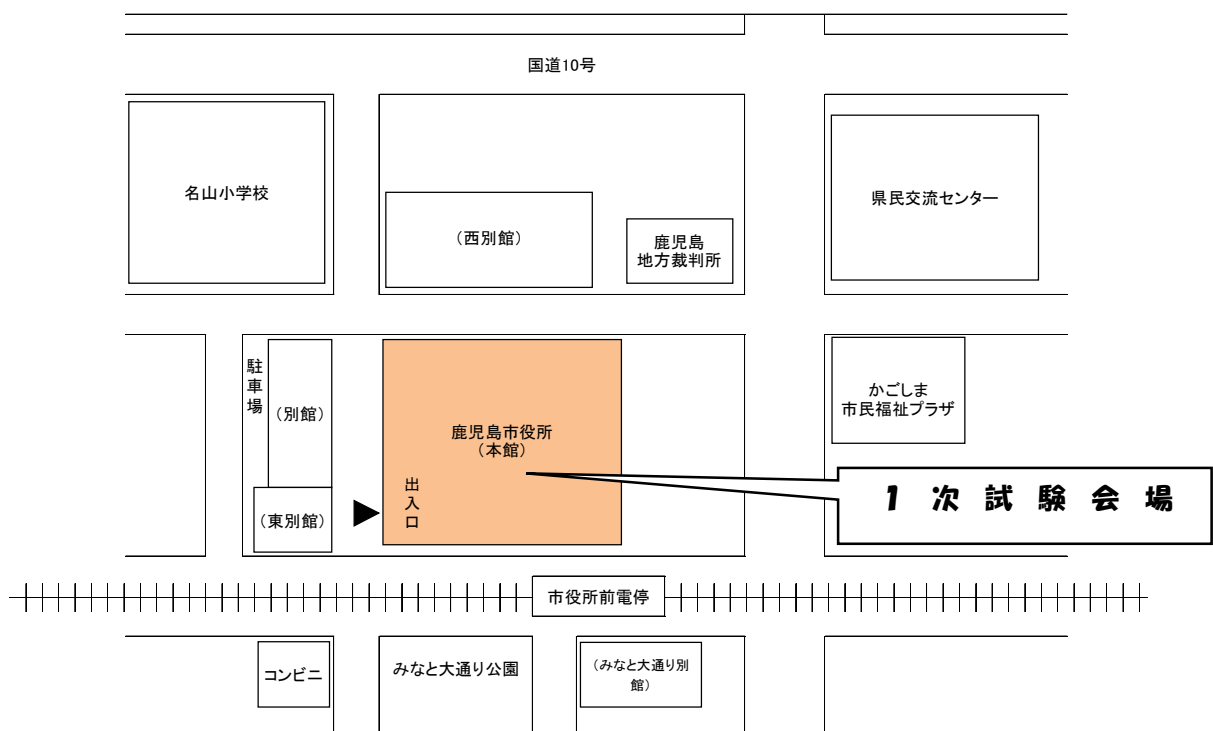 国道10号
名山小学校
(西別館)
鹿児島
地方裁判所
県民交流センター
駐車場
(別館)
鹿児島市役所
(本館)
かごしま
市民福祉プラザ
出入口
(東別館)
1次試験会場
市役所前電停
コンビニ
みなと大通り公園
(みなと大通り別
館)